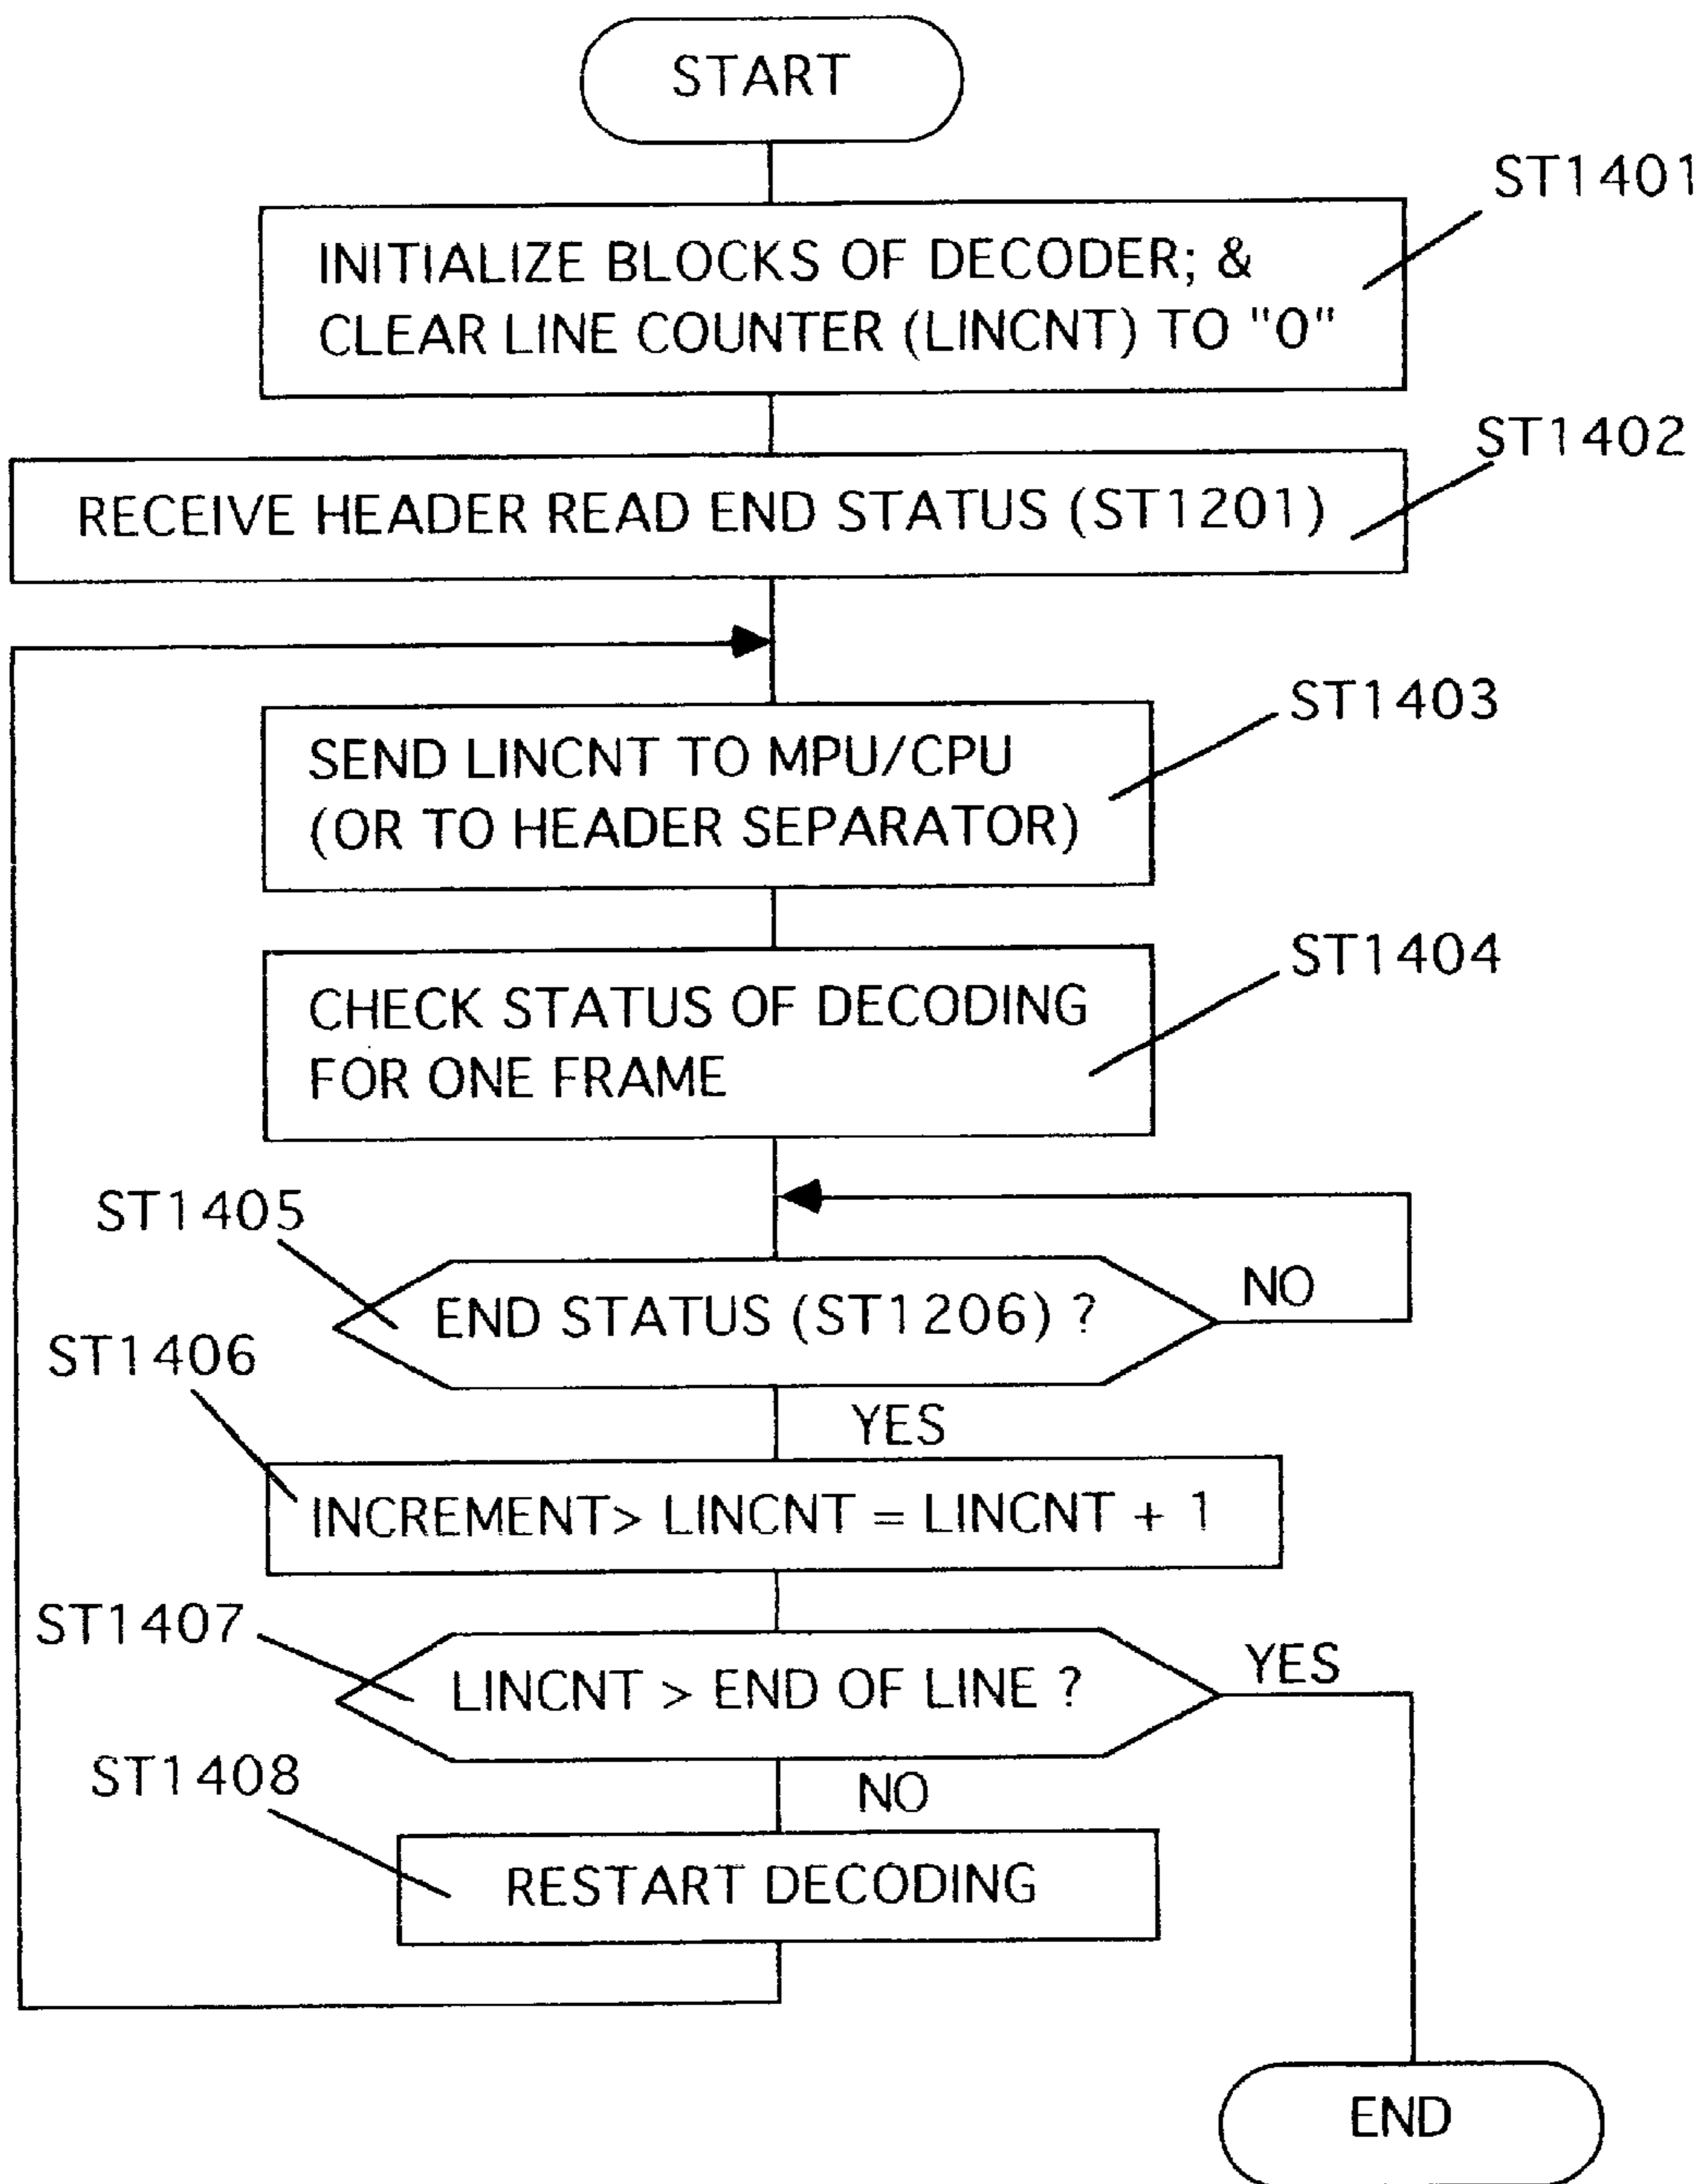 START
ST1401
INITIALIZE BLOCKS OF DECODER; &
CLEAR LINE COUNTER (LINCNT) TO "0"
ST1402
RECEIVE HEADER READ END STATUS (ST1201)
ST1403
SEND LINCNT TO MPU/CPU
(OR TO HEADER SEPARATOR)
ST1404
CHECK STATUS OF DECODING
FOR ONE FRAME
ST1405
END STATUS (ST1206) ?
NO
ST1406
YES
INCREMENT> LINCNT = LINCNT + 1
ST1407
LINCNT > END OF LINE ?
YES
ST1408
NO
RESTART DECODING
END